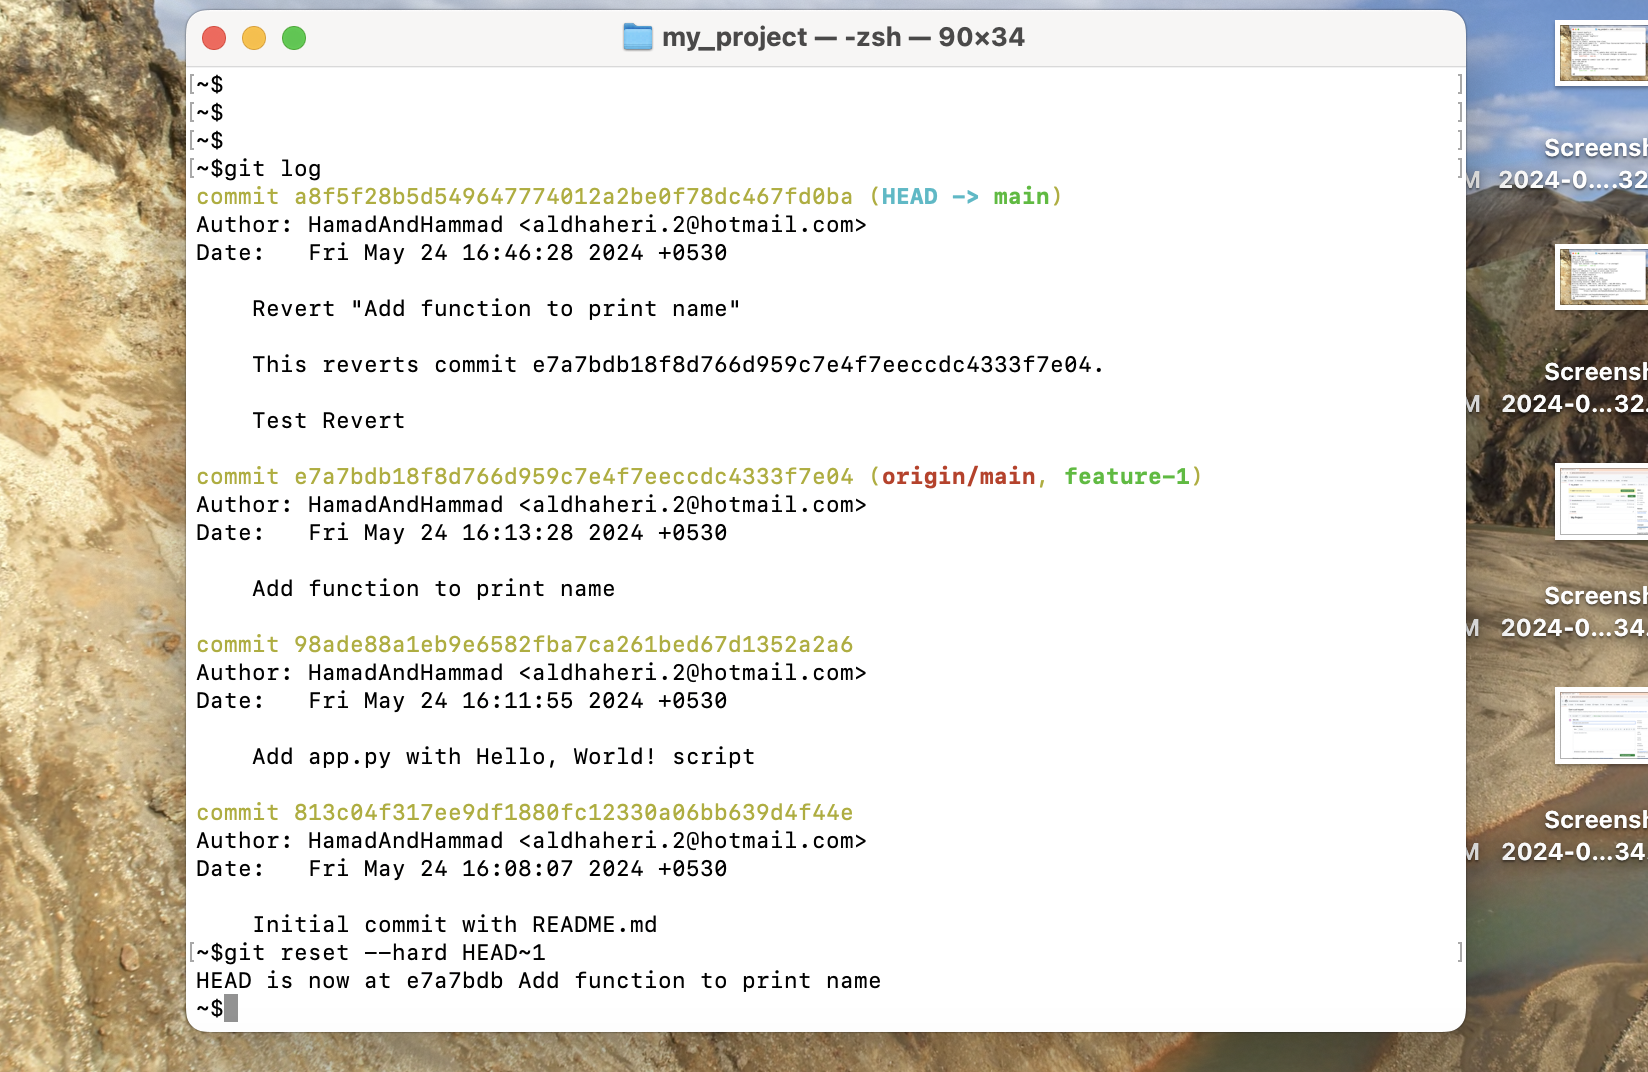 my_project — -zsh — 90×34
~$
~$
~$
~$git log
commit a8f5f28b5d549647774012a2be0f78dc467fd0ba (HEAD -> main)
Author: HamadAndHammad <aldhaheri.2@hotmail.com>
Date:   Fri May 24 16:46:28 2024 +0530
    Revert "Add function to print name"
    This reverts commit e7a7bdb18f8d766d959c7e4f7eeccdc4333f7e04.
    Test Revert
commit e7a7bdb18f8d766d959c7e4f7eeccdc4333f7e04 (origin/main, feature-1)
Author: HamadAndHammad <aldhaheri.2@hotmail.com>
Date:   Fri May 24 16:13:28 2024 +0530
    Add function to print name
commit 98ade88a1eb9e6582fba7ca261bed67d1352a2a6
Author: HamadAndHammad <aldhaheri.2@hotmail.com>
Date:   Fri May 24 16:11:55 2024 +0530
    Add app.py with Hello, World! script
commit 813c04f317ee9df1880fc12330a06bb639d4f44e
Author: HamadAndHammad <aldhaheri.2@hotmail.com>
Date:   Fri May 24 16:08:07 2024 +0530
    Initial commit with README.md
~$git reset --hard HEAD~1
HEAD is now at e7a7bdb Add function to print name
~$
Screensh
M 2024-0....32
Screensh
M 2024-0...32.
Screensh
M 2024-0...34.
Screensh
M 2024-0...34